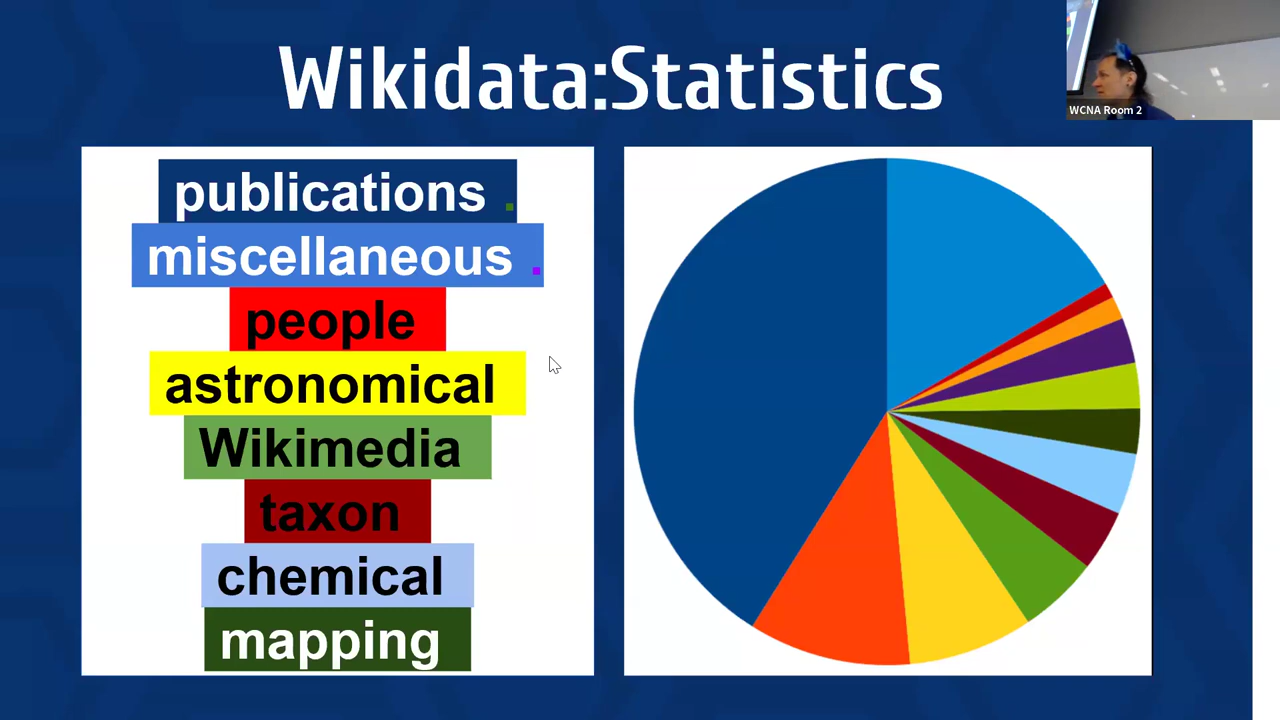 Wikidata:Statistics
WCNA Room 2
publications .
miscellaneous .
people
astronomical
Wikimedia
taxon
chemical
mapping